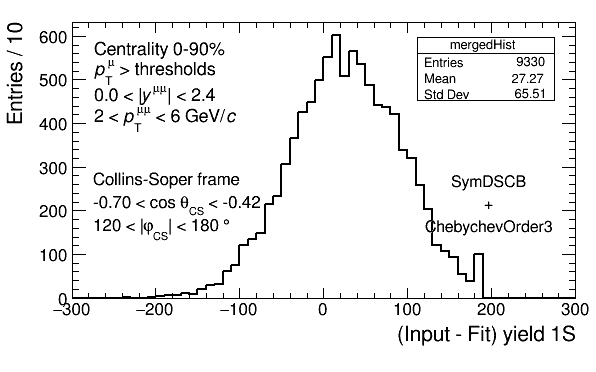 Entries / 10
600
500
400
300
200
100
0
Centrality 0-90%
p_T^μ > thresholds
0.0 < |y^μμ| < 2.4
2 < p_T^μμ < 6 GeV/c
Collins-Soper frame
-0.70 < cos θ_CS < -0.42
120 < |φ_CS| < 180 °
mergedHist
Entries 9330
Mean 27.27
Std Dev 65.51
SymDSCB
+
ChebychevOrder3
−300 −200 −100 0 100 200 300
(Input - Fit) yield 1S